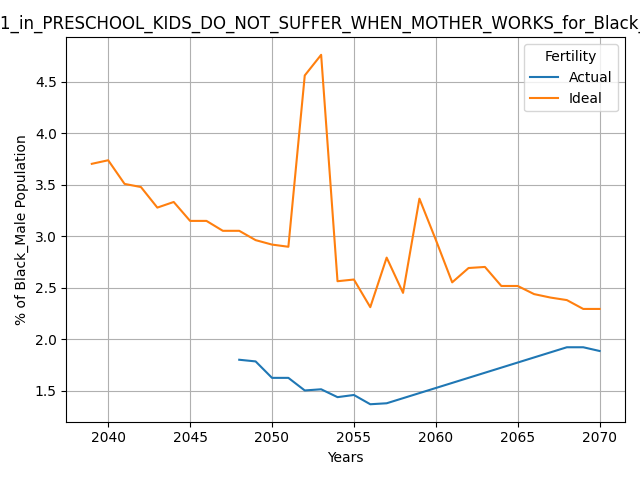 1_in_PRESCHOOL_KIDS_DO_NOT_SUFFER_WHEN_MOTHER_WORKS_for_Black_
Fertility
Actual
Ideal
4.5
4.0
3.5
3.0
2.5
2.0
1.5
% of Black_Male Population
2040
2045
2050
2055
2060
2065
2070
Years